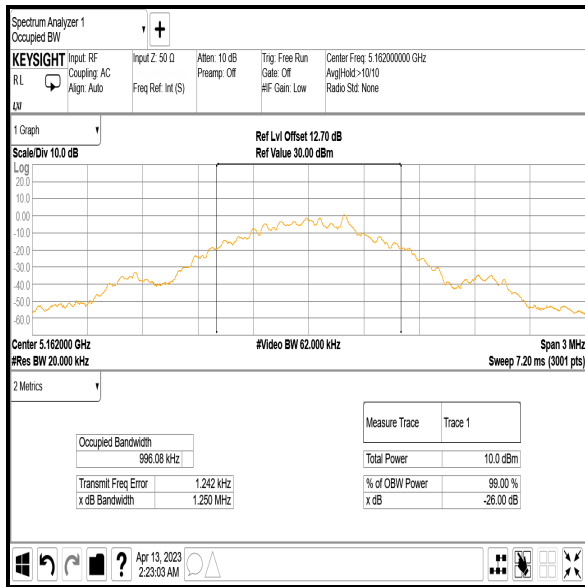 Spectrum Analyzer 1
Occupied BW
KEYSIGHT
R L
LXI
Input: RF
Coupling: AC
Align: Auto
Input Z: 50 Ω
Freq Ref: Int (S)
Atten: 10 dB
Preamp: Off
Trig: Free Run
Gate: Off
#IF Gain: Low
Center Freq: 5.162000000 GHz
Avg|Hold:>10/10
Radio Std: None
1 Graph
Scale/Div 10.0 dB
Ref Lvl Offset 12.70 dB
Ref Value 30.00 dBm
Log
20.0
10.0
0.00
-10.0
-20.0
-30.0
-40.0
-50.0
-60.0
Center 5.162000 GHz
#Video BW 62.000 kHz
Span 3 MHz
#Res BW 20.000 kHz
Sweep 7.20 ms (3001 pts)
2 Metrics
Occupied Bandwidth
996.08 kHz
Transmit Freq Error 1.242 kHz
x dB Bandwidth 1.250 MHz
Measure Trace Trace 1
Total Power 10.0 dBm
% of OBW Power 99.00 %
x dB -26.00 dB
Apr 13, 2023
2:23:03 AM